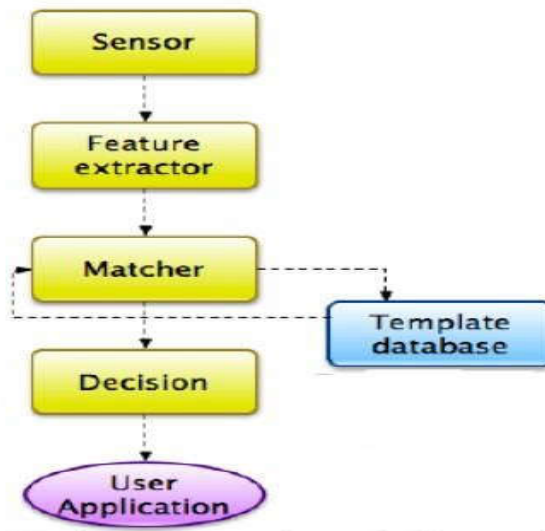 Sensor
Feature
extractor
Matcher
Template
database
Decision
User
Application